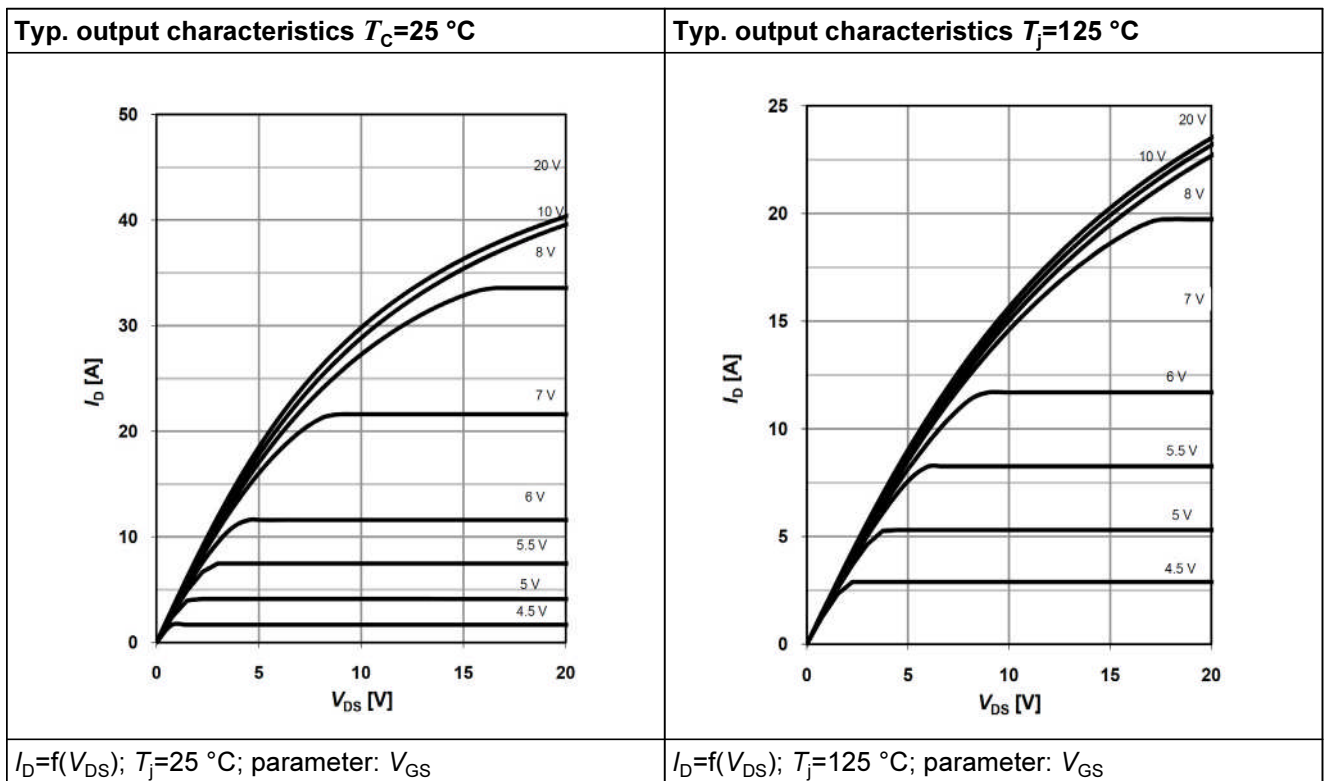 Typ. output characteristics TC=25 °C
Typ. output characteristics Tj=125 °C
50
40
30
20
10
0
ID [A]
20 V
10 V
8 V
7 V
6 V
5.5 V
5 V
4.5 V
0
5
10
15
20
VDS [V]
25
20
15
10
5
0
ID [A]
20 V
10 V
8 V
7 V
6 V
5.5 V
5 V
4.5 V
0
5
10
15
20
VDS [V]
ID=f(VDS); Tj=25 °C; parameter: VGS
ID=f(VDS); Tj=125 °C; parameter: VGS